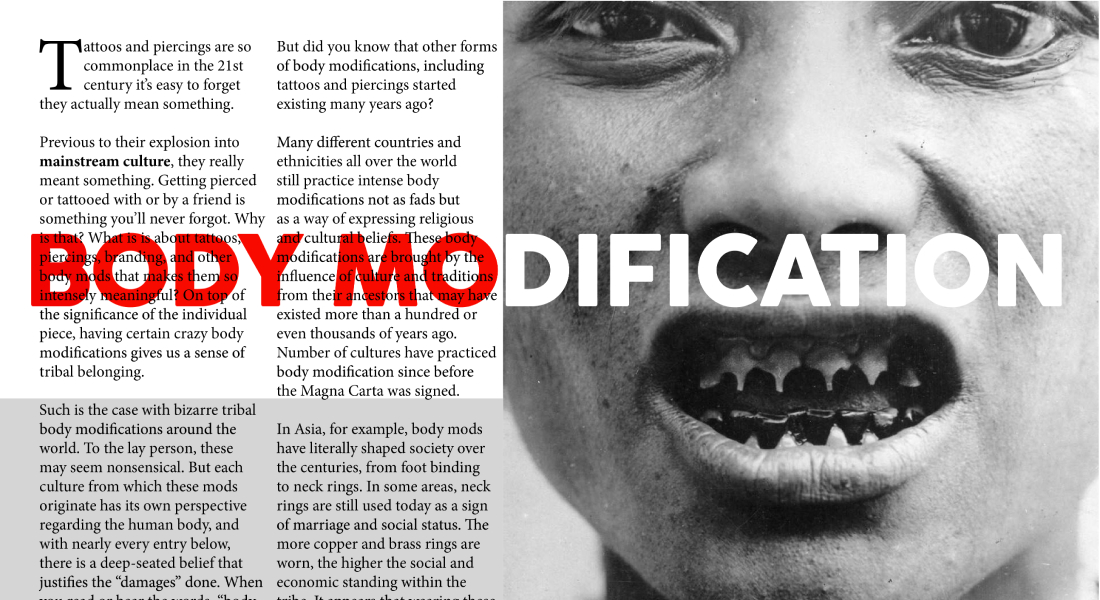 Tattoos and piercings are so
commonplace in the 21st
century it's easy to forget
they actually mean something.
Previous to their explosion into
mainstream culture, they really
meant something. Getting pierced
or tattooed with or by a friend is
something you'll never forgot. Why
is that? What is is about tattoos,
piercings, branding, and other
body mods that makes them so
intensely meaningful? On top of
the significance of the individual
piece, having certain crazy body
modifications gives us a sense of
tribal belonging.
Such is the case with bizarre tribal
body modifications around the
world. To the lay person, these
may seem nonsensical. But each
culture from which these mods
originate has its own perspective
regarding the human body, and
with nearly every entry below,
there is a deep-seated belief that
justifies the “damages” done. When
you read or hear the words, “body
But did you know that other forms
of body modifications, including
tattoos and piercings started
existing many years ago?
Many different countries and
ethnicities all over the world
still practice intense body
modifications not as fads but
as a way of expressing religious
and cultural beliefs. These body
modifications are brought by the
influence of culture and traditions
from their ancestors that may have
existed more than a hundred or
even thousands of years ago.
Number of cultures have practiced
body modification since before
the Magna Carta was signed.
In Asia, for example, body mods
have literally shaped society over
the centuries, from foot binding
to neck rings. In some areas, neck
rings are still used today as a sign
of marriage and social status. The
more copper and brass rings are
worn, the higher the social and
economic standing within the
tribe. It appears that wearing these
BODY MODIFICATION